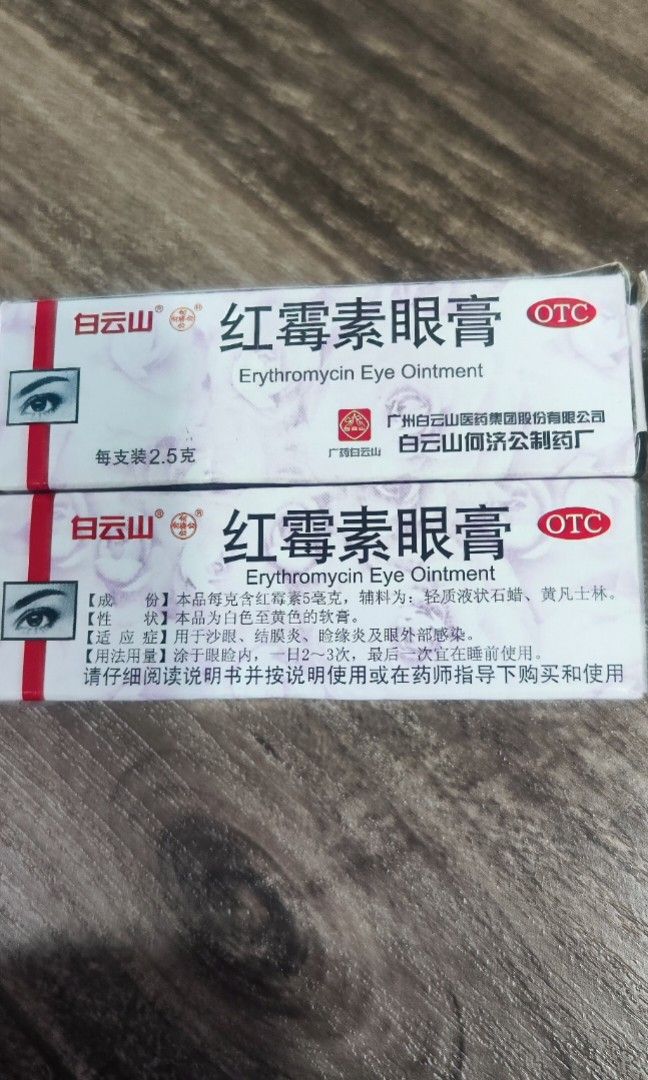 白云山® ®
红霉素眼膏
OTC
Erythromycin Eye Ointment
广药白云山
广州白云山医药集团股份有限公司
白云山何济公制药厂
每支装2.5克
白云山® ®
红霉素眼膏
OTC
Erythromycin Eye Ointment
【成 份】本品每克含红霉素5毫克,辅料为:轻质液状石蜡、黄凡士林。
【性 状】本品为白色至黄色的软膏。
【适 应 症】用于沙眼、结膜炎、睑缘炎及眼外部感染。
【用法用量】涂于眼睑内,一日2~3次,最后一次宜在睡前使用。
请仔细阅读说明书并按说明使用或在药师指导下购买和使用